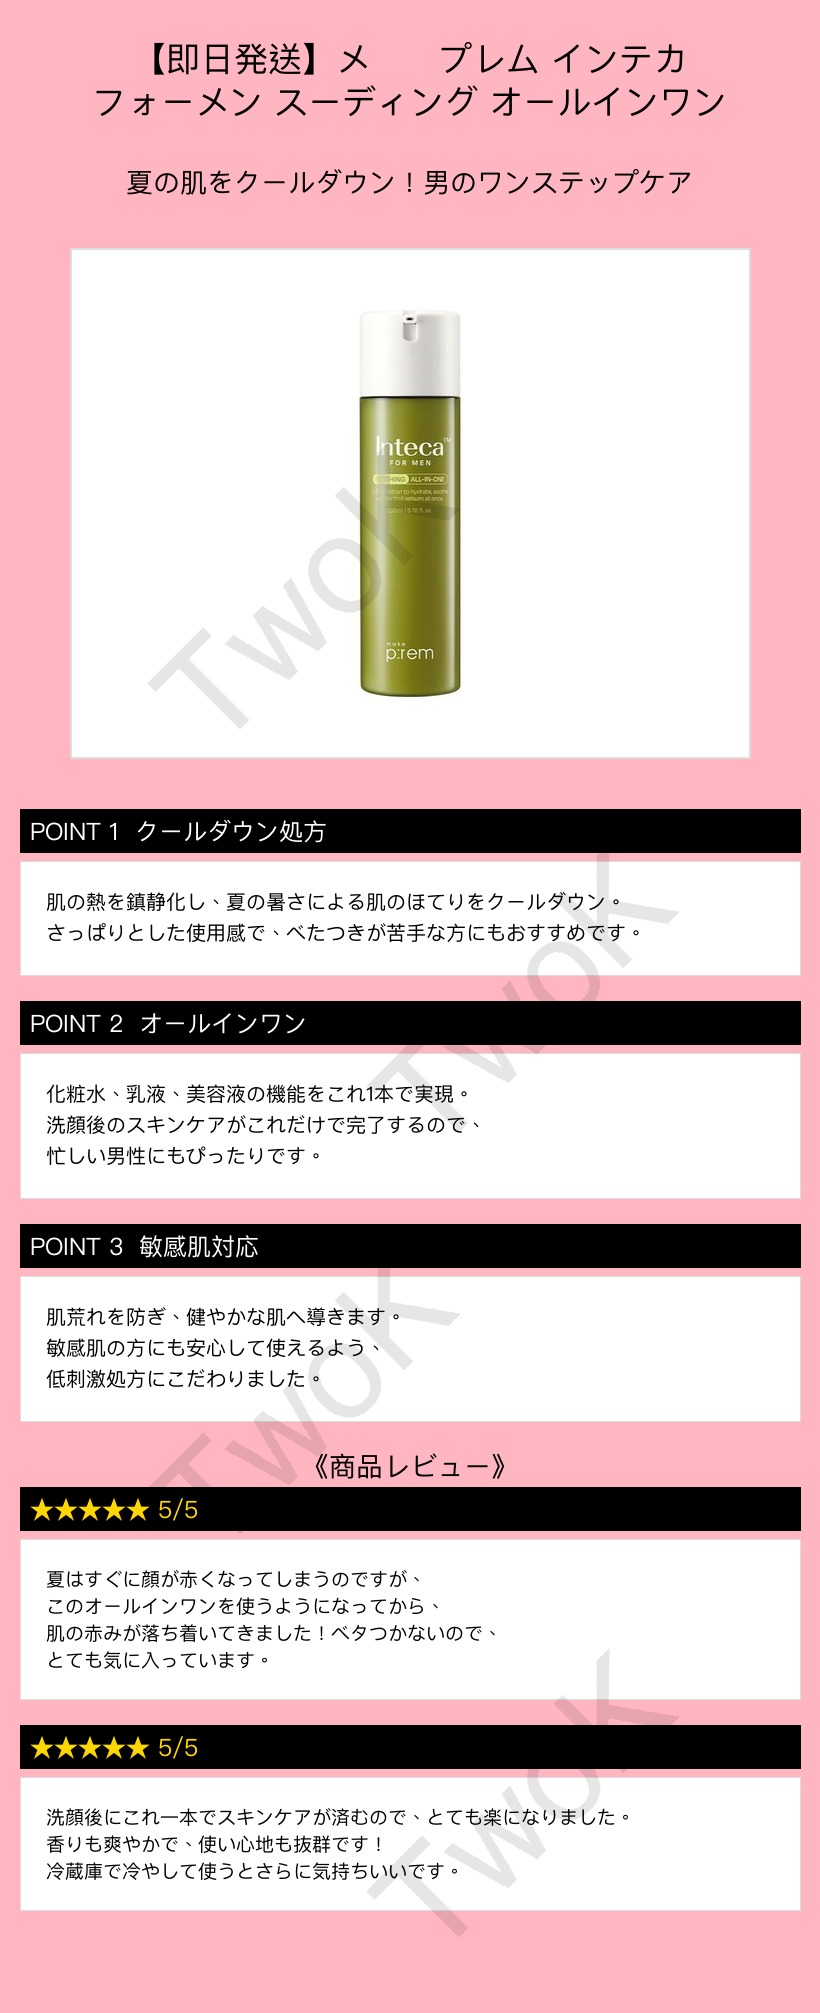 【即日発送】メ　　プレム インテカ
フォーメン スーディング オールインワン
夏の肌をクールダウン！男のワンステップケア
Inteca™
FOR MEN
SOOTHING ALL-IN-ONE
to hydrate, soothe
control sebum at once.
make
p:rem
TwoK
POINT 1 クールダウン処方
肌の熱を鎮静化し、夏の暑さによる肌のほてりをクールダウン。
さっぱりとした使用感で、べたつきが苦手な方にもおすすめです。
TwoK
POINT 2 オールインワン
化粧水、乳液、美容液の機能をこれ1本で実現。
洗顔後のスキンケアがこれだけで完了するので、
忙しい男性にもぴったりです。
POINT 3 敏感肌対応
肌荒れを防ぎ、健やかな肌へ導きます。
敏感肌の方にも安心して使えるよう、
低刺激処方にこだわりました。
TwoK
《商品レビュー》
★★★★★ 5/5
夏はすぐに顔が赤くなってしまうのですが、
このオールインワンを使うようになってから、
肌の赤みが落ち着いてきました！ベタつかないので、
とても気に入っています。
★★★★★ 5/5
洗顔後にこれ一本でスキンケアが済むので、とても楽になりました。
香りも爽やかで、使い心地も抜群です！
冷蔵庫で冷やして使うとさらに気持ちいいです。
TwoK